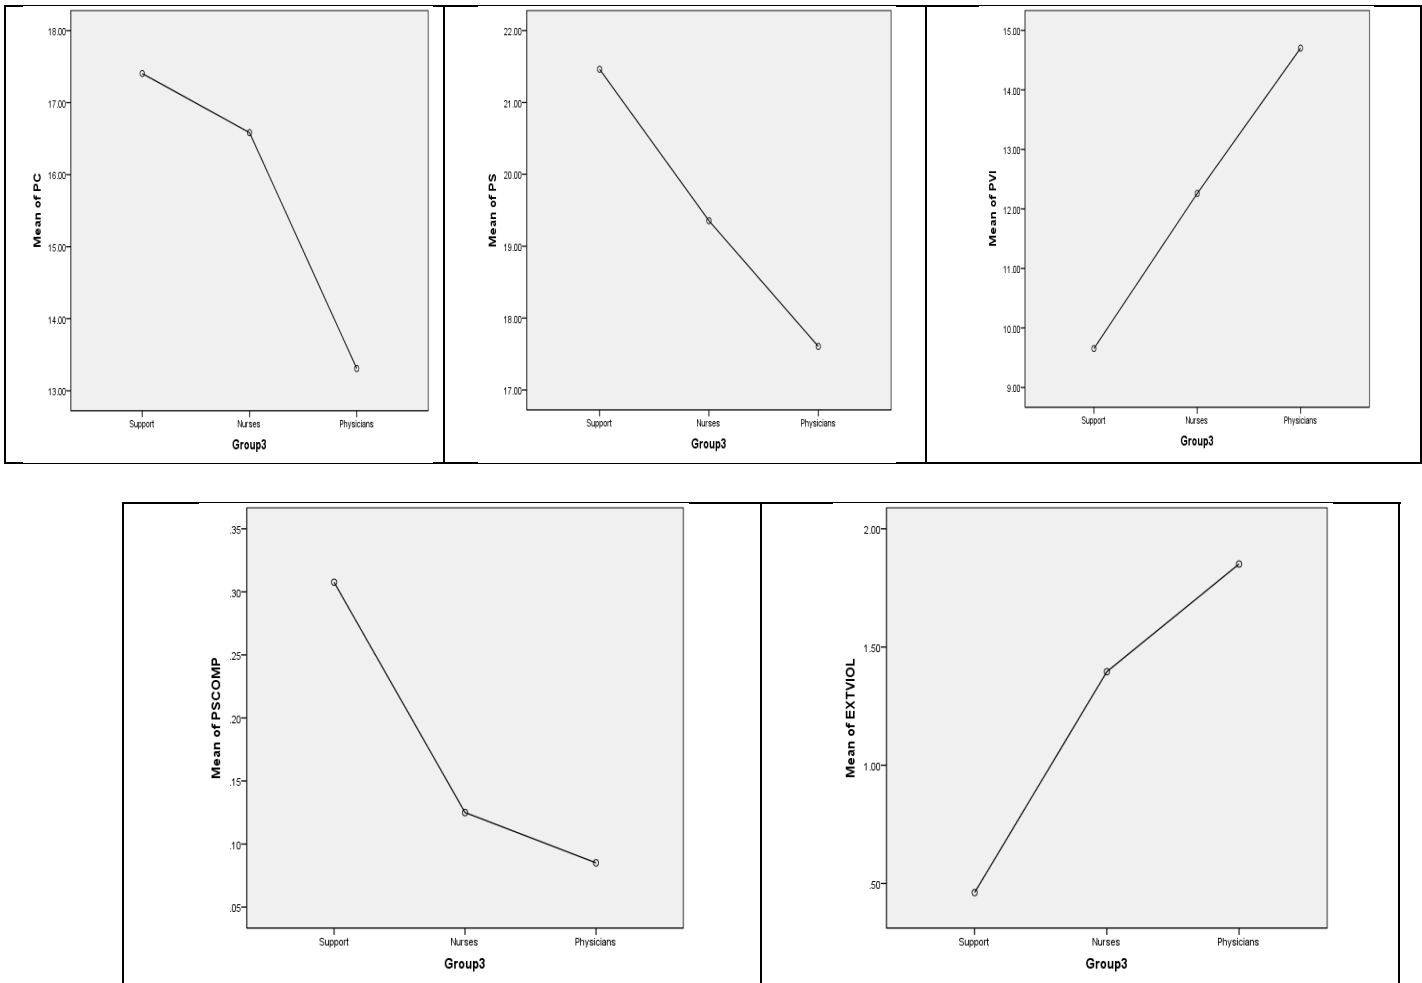 18.00
17.00
16.00
15.00
14.00
13.00
Mean of PC
Support Nurses Physicians
Group3
22.00
21.00
20.00
19.00
18.00
17.00
Mean of PS
Support Nurses Physicians
Group3
15.00
14.00
13.00
12.00
11.00
10.00
9.00
Mean of PVI
Support Nurses Physicians
Group3
.35
.30
.25
.20
.15
.10
.05
Mean of PSCOMP
Support Nurses Physicians
Group3
2.00
1.50
1.00
.50
Mean of EXTVIOL
Support Nurses Physicians
Group3